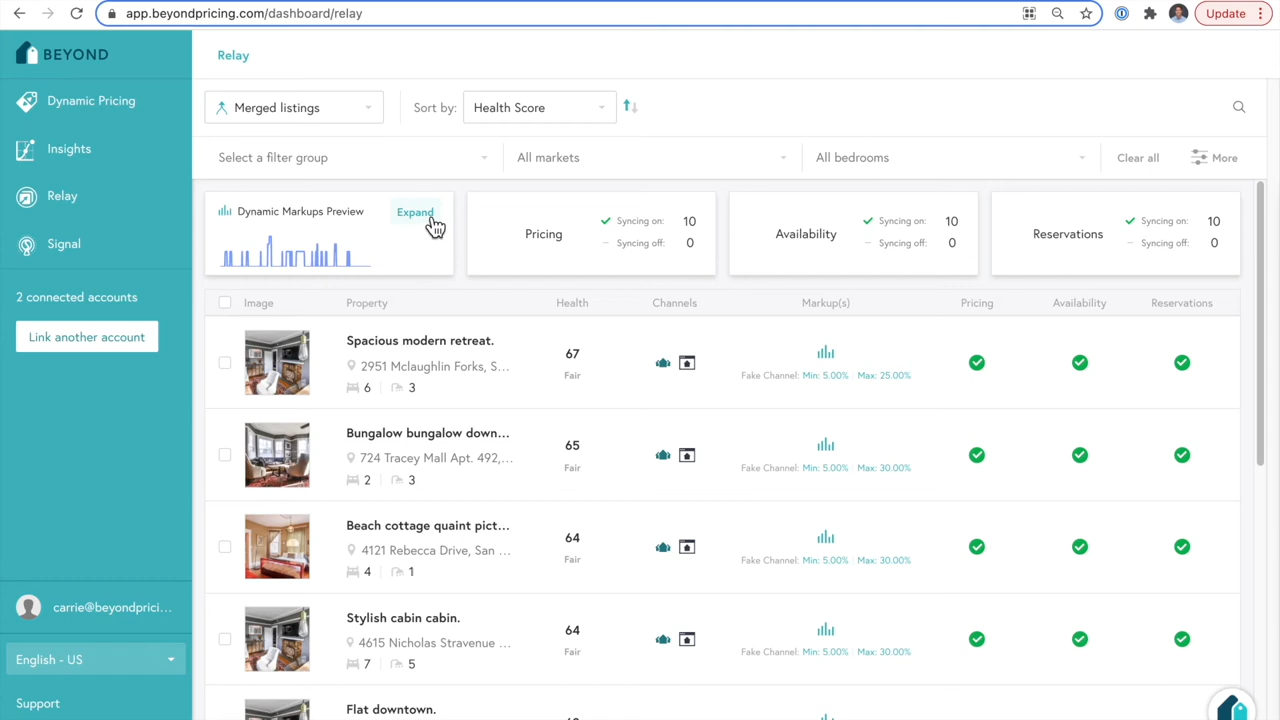 app.beyondpricing.com/dashboard/relay
Update
BEYOND
Relay
Dynamic Pricing
Merged listings
Sort by:
Health Score
Insights
Select a filter group
All markets
All bedrooms
Clear all
More
Relay
Signal
Dynamic Markups Preview
Expand
Pricing
Syncing on: 10
Syncing off: 0
Availability
Syncing on: 10
Syncing off: 0
Reservations
Syncing on: 10
Syncing off: 0
2 connected accounts
Link another account
Image
Property
Health
Channels
Markup(s)
Pricing
Availability
Reservations
Spacious modern retreat.
2951 Mclaughlin Forks, S...
6 3
67
Fair
Fake Channel: Min: 5.00% Max: 25.00%
Bungalow bungalow down...
724 Tracey Mall Apt. 492,...
2 3
65
Fair
Fake Channel: Min: 5.00% Max: 30.00%
Beach cottage quaint pict...
4121 Rebecca Drive, San ...
4 1
64
Fair
Fake Channel: Min: 5.00% Max: 30.00%
Stylish cabin cabin.
4615 Nicholas Stravenue ...
7 5
64
Fair
Fake Channel: Min: 5.00% Max: 30.00%
Flat downtown.
carrie@beyondprici...
English - US
Support